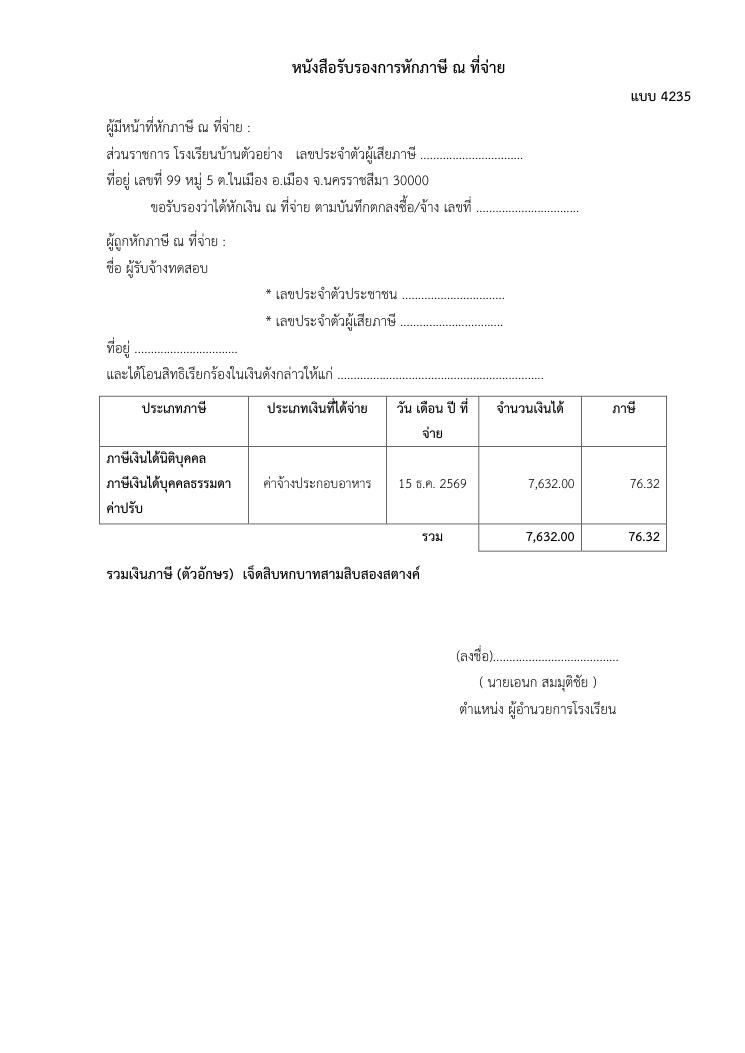 หนังสือรับรองการหักภาษี ณ ที่จ่าย
แบบ 4235
ผู้มีหน้าที่หักภาษี ณ ที่จ่าย :
ส่วนราชการ โรงเรียนบ้านตัวอย่าง เลขประจำตัวผู้เสียภาษี ................................
ที่อยู่ เลขที่ 99 หมู่ 5 ต.ในเมือง อ.เมือง จ.นครราชสีมา 30000
ขอรับรองว่าได้หักเงิน ณ ที่จ่าย ตามบันทึกตกลงซื้อ/จ้าง เลขที่ ................................
ผู้ถูกหักภาษี ณ ที่จ่าย :
ชื่อ ผู้รับจ้างทดสอบ
* เลขประจำตัวประชาชน ................................
* เลขประจำตัวผู้เสียภาษี ................................
ที่อยู่ ................................
และได้โอนสิทธิเรียกร้องในเงินดังกล่าวให้แก่ ................................................................
ประเภทภาษี ประเภทเงินที่ได้จ่าย วัน เดือน ปี ที่ จำนวนเงินได้ ภาษี
จ่าย
ภาษีเงินได้นิติบุคคล
ภาษีเงินได้บุคคลธรรมดา ค่าจ้างประกอบอาหาร 15 ธ.ค. 2569 7,632.00 76.32
ค่าปรับ
รวม 7,632.00 76.32
รวมเงินภาษี (ตัวอักษร) เจ็ดสิบหกบาทสามสิบสองสตางค์
(ลงชื่อ).......................................
( นายเอนก สมมุติชัย )
ตำแหน่ง ผู้อำนวยการโรงเรียน